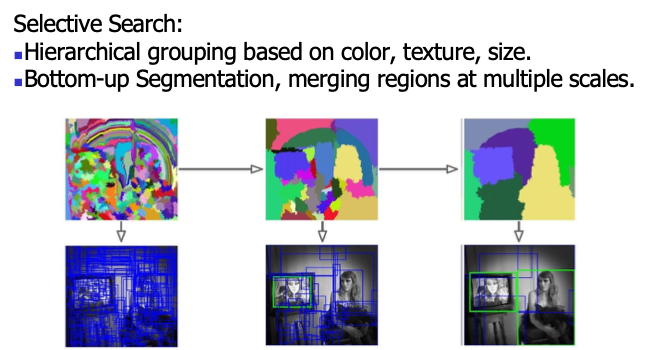 Selective Search:
▪Hierarchical grouping based on color, texture, size.
▪Bottom-up Segmentation, merging regions at multiple scales.